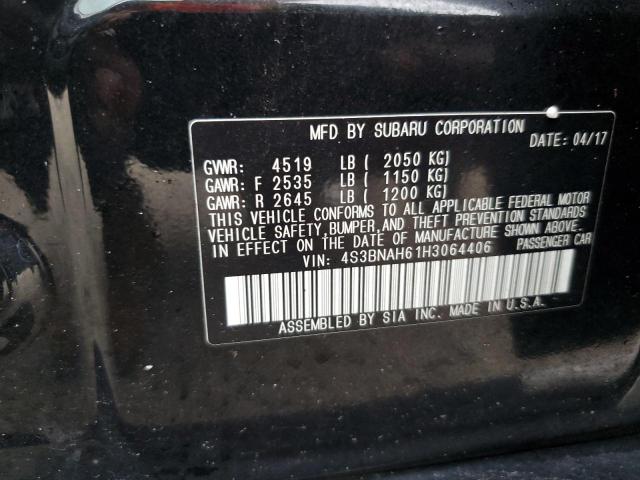 MFD BY SUBARU CORPORATION
DATE: 04/17
GVWR: 4519 LB ( 2050 KG)
GAWR: F 2535 LB ( 1150 KG)
GAWR: R 2645 LB ( 1200 KG)
THIS VEHICLE CONFORMS TO ALL APPLICABLE FEDERAL MOTOR
VEHICLE SAFETY, BUMPER, AND THEFT PREVENTION STANDARDS
IN EFFECT ON THE DATE OF MANUFACTURE SHOWN ABOVE.
VIN: 4S3BNAH61H3064406 PASSENGER CAR
ASSEMBLED BY SIA INC. MADE IN U.S.A.